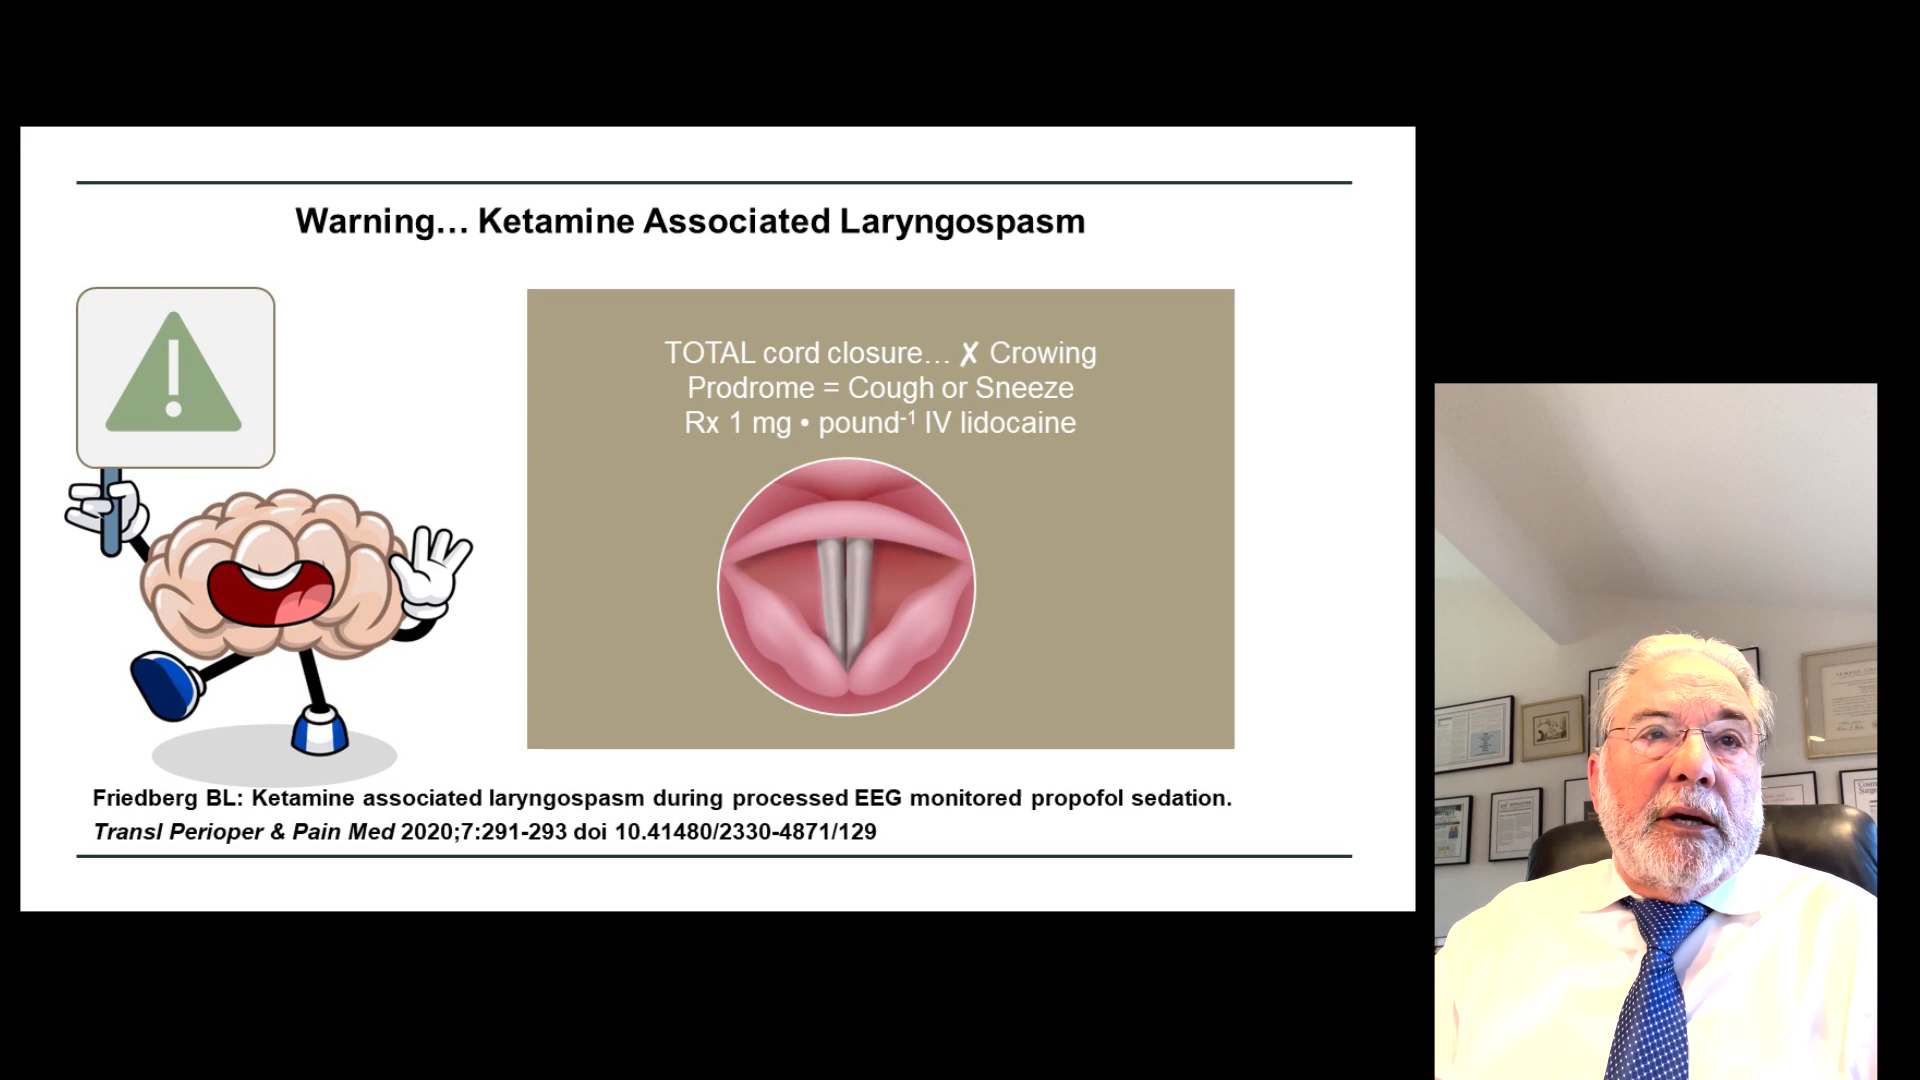 Warning… Ketamine Associated Laryngospasm
!
TOTAL cord closure… ✗ Crowing
Prodrome = Cough or Sneeze
Rx 1 mg • pound⁻¹ IV lidocaine
Friedberg BL: Ketamine associated laryngospasm during processed EEG monitored propofol sedation.
Transl Perioper & Pain Med 2020;7:291-293 doi 10.41480/2330-4871/129